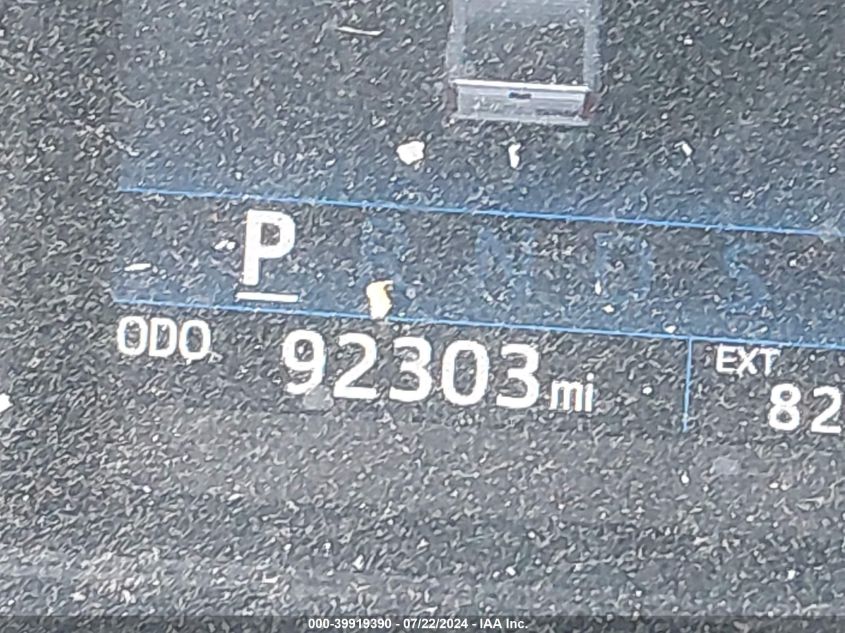 P R N D S
ODO 92303 mi
EXT
82
000-39919390 - 07/22/2024 - IAA Inc.